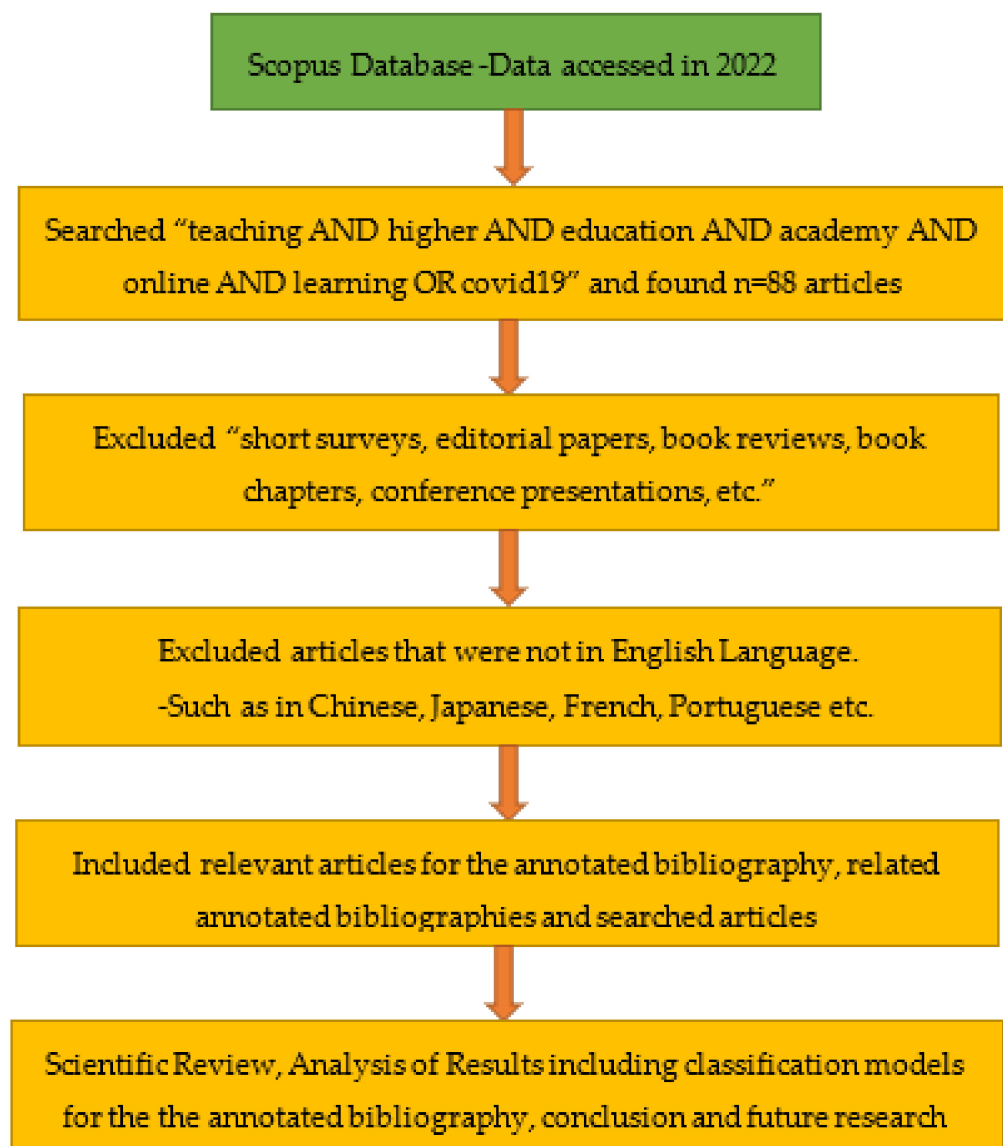 Scopus Database -Data accessed in 2022
Searched “teaching AND higher AND education AND academy AND
online AND learning OR covid19” and found n=88 articles
Excluded “short surveys, editorial papers, book reviews, book
chapters, conference presentations, etc.”
Excluded articles that were not in English Language.
-Such as in Chinese, Japanese, French, Portuguese etc.
Included relevant articles for the annotated bibliography, related
annotated bibliographies and searched articles
Scientific Review, Analysis of Results including classification models
for the the annotated bibliography, conclusion and future research